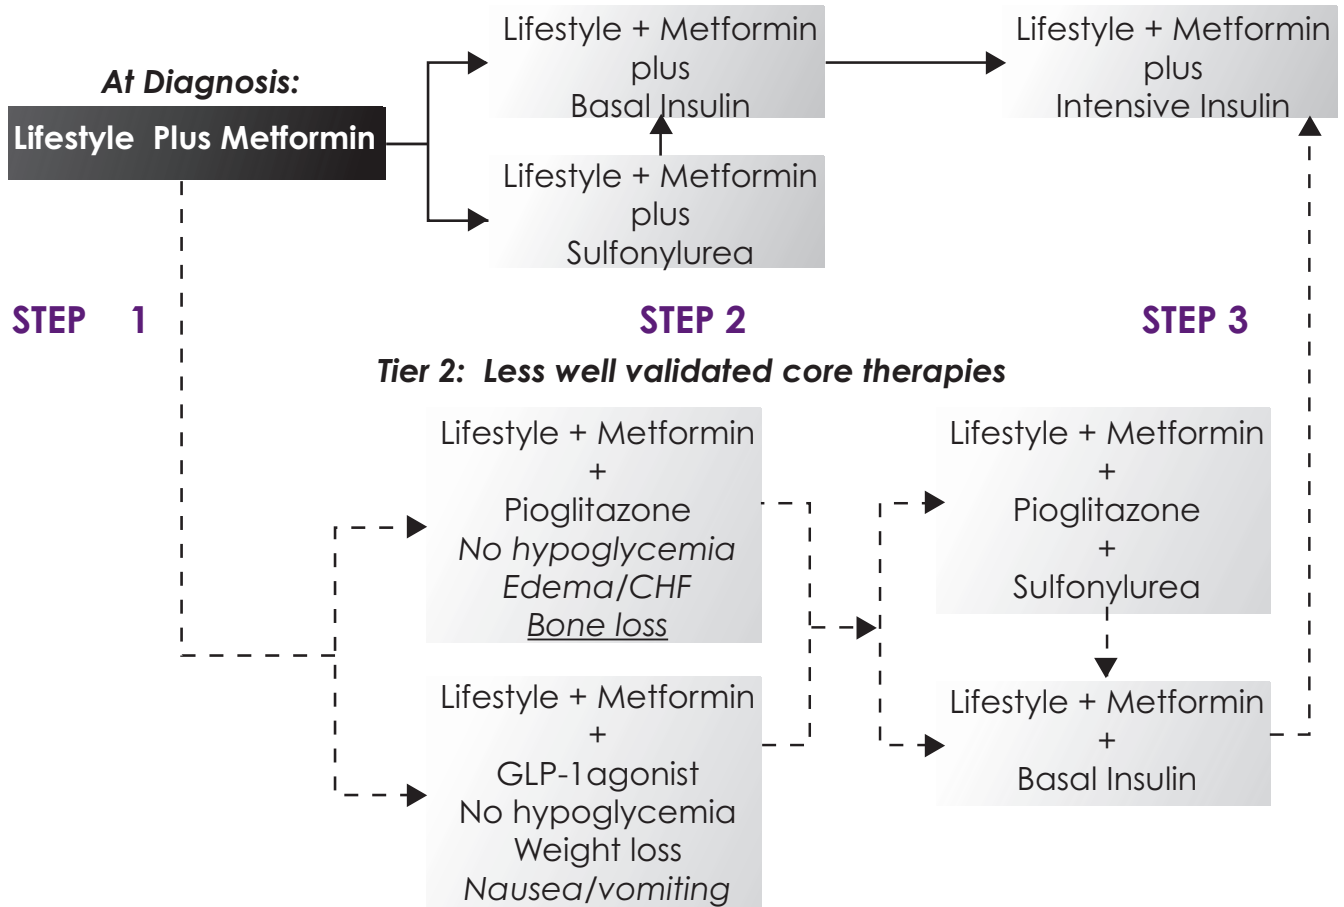 At Diagnosis:
Lifestyle Plus Metformin
Lifestyle + Metformin
plus
Basal Insulin
Lifestyle + Metformin
plus
Intensive Insulin
Lifestyle + Metformin
plus
Sulfonylurea
STEP 1
STEP 2
STEP 3
Tier 2: Less well validated core therapies
Lifestyle + Metformin
+
Pioglitazone
No hypoglycemia
Edema/CHF
Bone loss
Lifestyle + Metformin
+
Pioglitazone
+
Sulfonylurea
Lifestyle + Metformin
+
GLP-1agonist
No hypoglycemia
Weight loss
Nausea/vomiting
Lifestyle + Metformin
+
Basal Insulin